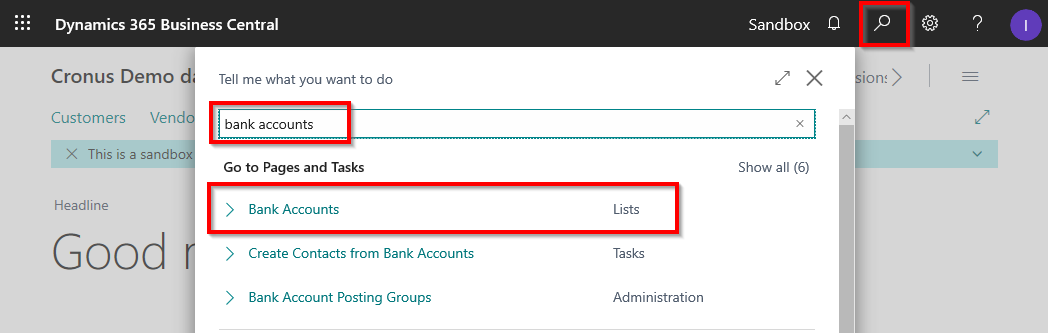 Dynamics 365 Business Central Sandbox ? I
Cronus Demo da
Tell me what you want to do
sions
Customers Vendo
bank accounts
This is a sandbox
Go to Pages and Tasks Show all (6)
Headline
Bank Accounts Lists
Good
Create Contacts from Bank Accounts Tasks
Bank Account Posting Groups Administration